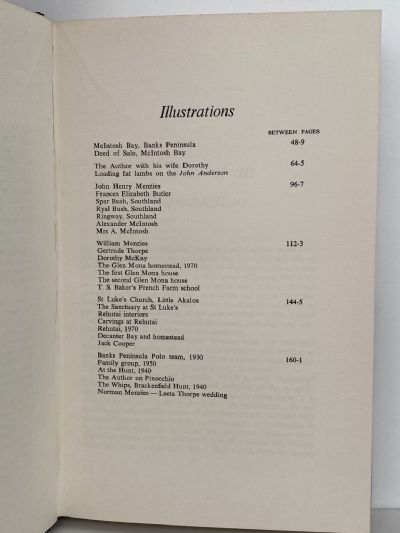 Illustrations
BETWEEN PAGES
McIntosh Bay, Banks Peninsula 48-9
Deed of Sale, McIntosh Bay
The Author with his wife Dorothy 64-5
Loading fat lambs on the John Anderson
John Henry Menzies 96-7
Frances Elizabeth Butler
Spar Bush, Southland
Ryal Bush, Southland
Ringway, Southland
Alexander McIntosh
Mrs A. McIntosh
William Menzies 112-3
Gertrude Thorpe
Dorothy McKay
The Glen Mona homestead, 1970
The first Glen Mona house
The second Glen Mona house
T. S. Baker's French Farm school
St Luke's Church, Little Akaloa 144-5
The Sanctuary at St Luke's
Rehutai interiors
Carvings at Rehutai
Rehutai, 1970
Decanter Bay and homestead
Jack Cooper
Banks Peninsula Polo team, 1930 160-1
Family group, 1950
At the Hunt, 1940
The Author on Pinocchio
The Whips, Brackenfield Hunt, 1940
Norman Menzies — Leeta Thorpe wedding